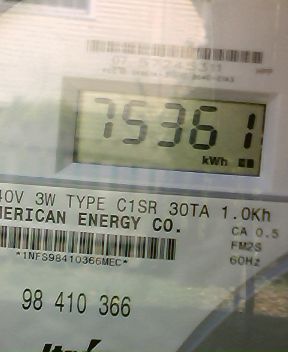 75361
kWh
40V 3W TYPE C1SR 30TA 1.0Kh
MERICAN ENERGY CO.
CA 0.5
FM2S
60Hz
*1NFS98410366MEC*
98 410 366